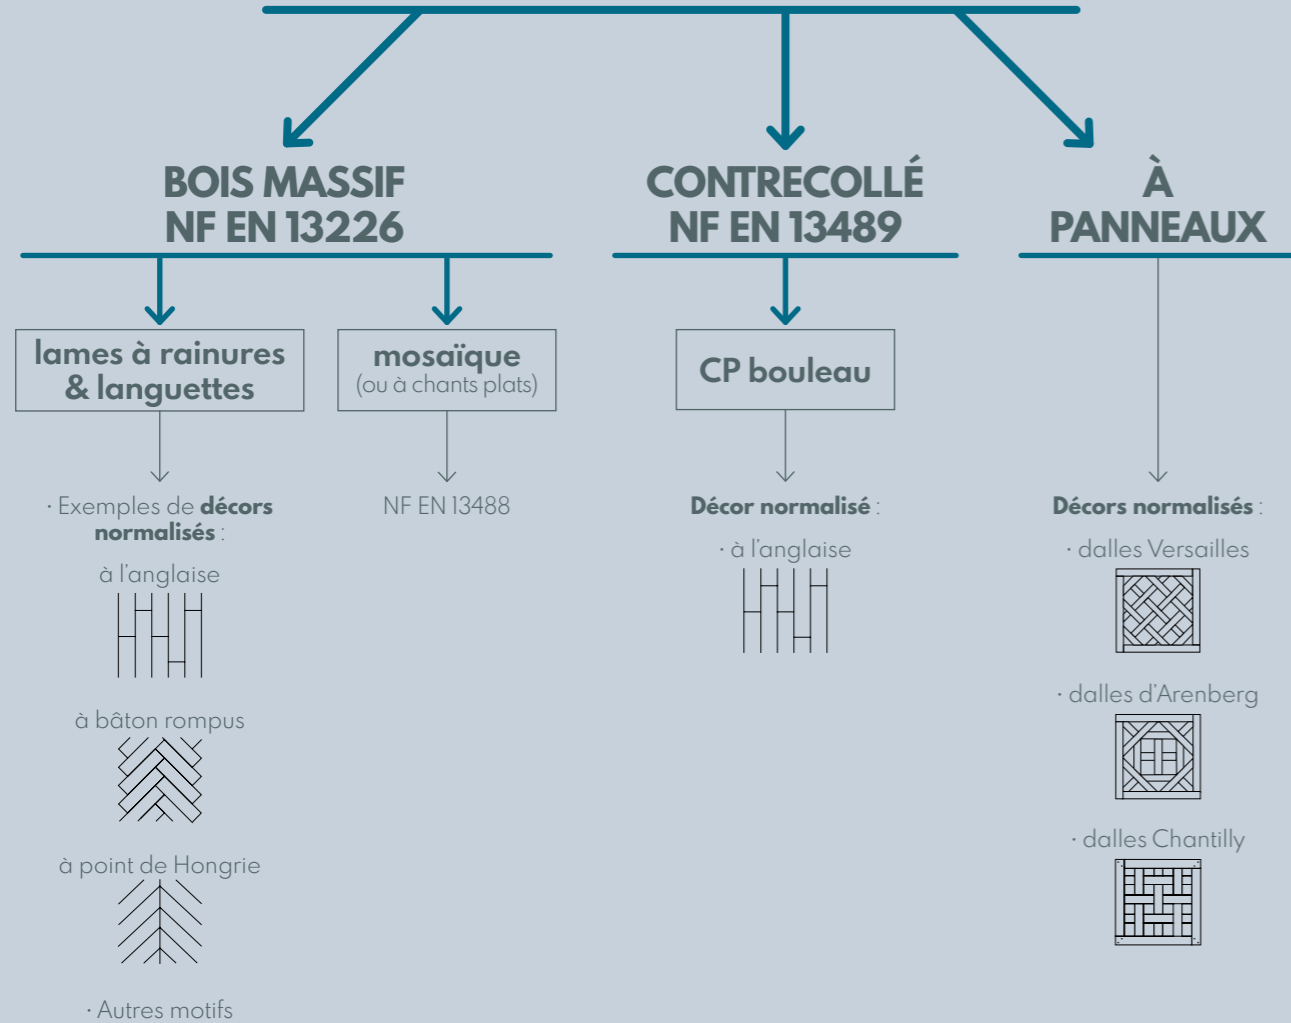 BOIS MASSIF
NF EN 13226
lames à rainures
& languettes
· Exemples de décors
normalisés :
à l'anglaise
à bâton rompus
à point de Hongrie
· Autres motifs
mosaïque
(ou à chants plats)
NF EN 13488
CONTRECOLLÉ
NF EN 13489
CP bouleau
Décor normalisé :
· à l'anglaise
À
PANNEAUX
Décors normalisés :
· dalles Versailles
· dalles d'Arenberg
· dalles Chantilly